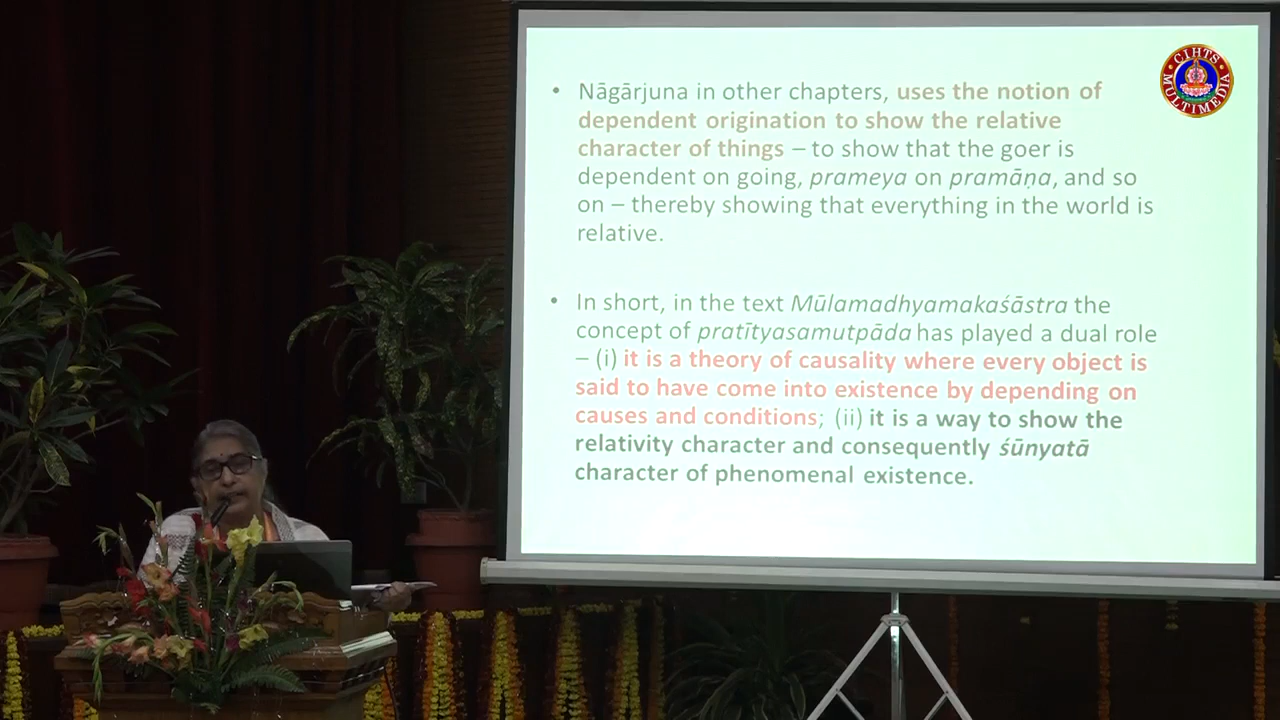 • Nāgārjuna in other chapters, uses the notion of
dependent origination to show the relative
character of things – to show that the goer is
dependent on going, prameya on pramāṇa, and so
on – thereby showing that everything in the world is
relative.
• In short, in the text Mūlamadhyamakaśāstra the
concept of pratītyasamutpāda has played a dual role
– (i) it is a theory of causality where every object is
said to have come into existence by depending on
causes and conditions; (ii) it is a way to show the
relativity character and consequently śūnyatā
character of phenomenal existence.
CIHTS
MULTIMEDIA